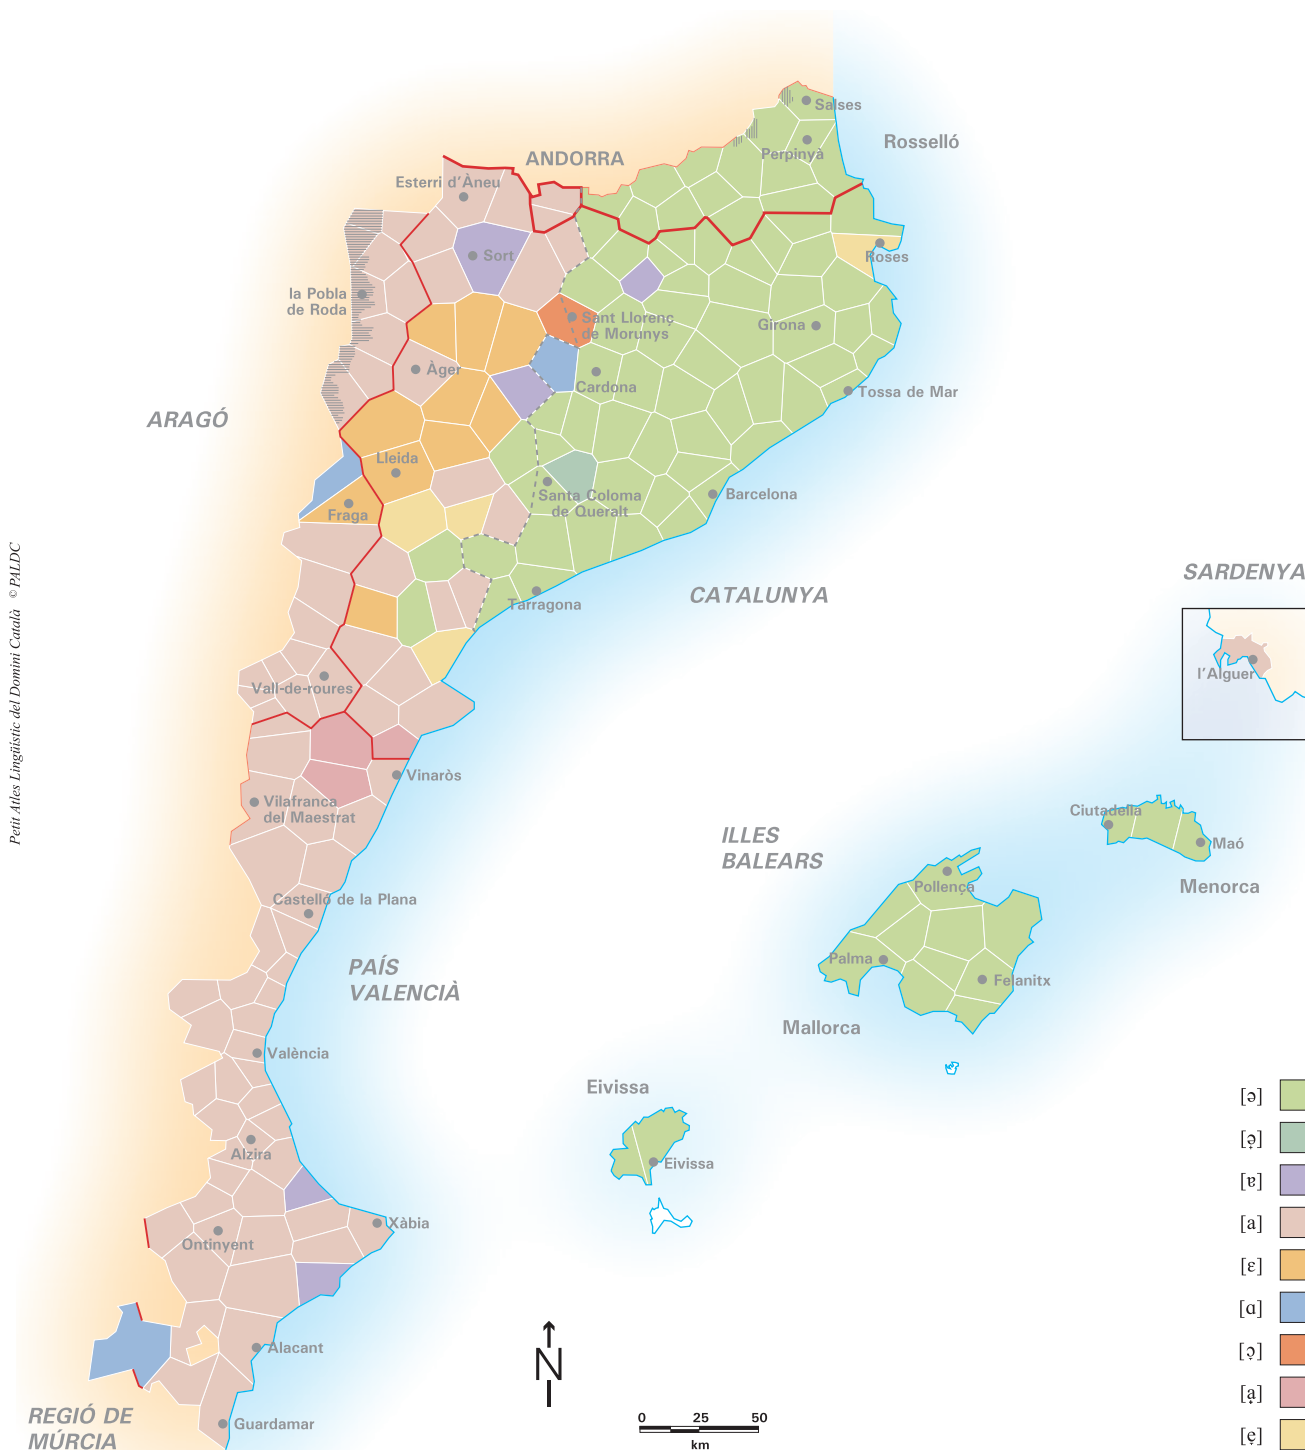 Salses
Rosselló
Perpinyà
ANDORRA
Esterri d'Àneu
Sort
Roses
la Pobla
de Roda
Sant Llorenç
de Morunys
Girona
Àger
Cardona
Tossa de Mar
ARAGÓ
Lleida
Santa Coloma
de Queralt
Barcelona
Fraga
Petit Atles Lingüístic del Domini Català © PALDC
SARDENYA
CATALUNYA
Tarragona
l'Alguer
Vall-de-roures
Vinaròs
Vilafranca
del Maestrat
Ciutadella
ILLES
BALEARS
Maó
Pollença
Menorca
Castelló de la Plana
Palma
PAÍS
VALENCIÀ
Felanitx
Mallorca
València
Eivissa
[ə]
Alzira
[ə̣]
Eivissa
[ɐ]
Xàbia
[a]
Ontinyent
[ɛ]
[ɑ]
Alacant
N
[ɔ̣]
[ạ]
REGIÓ DE
MÚRCIA
Guardamar
0 25 50
km
[ẹ]